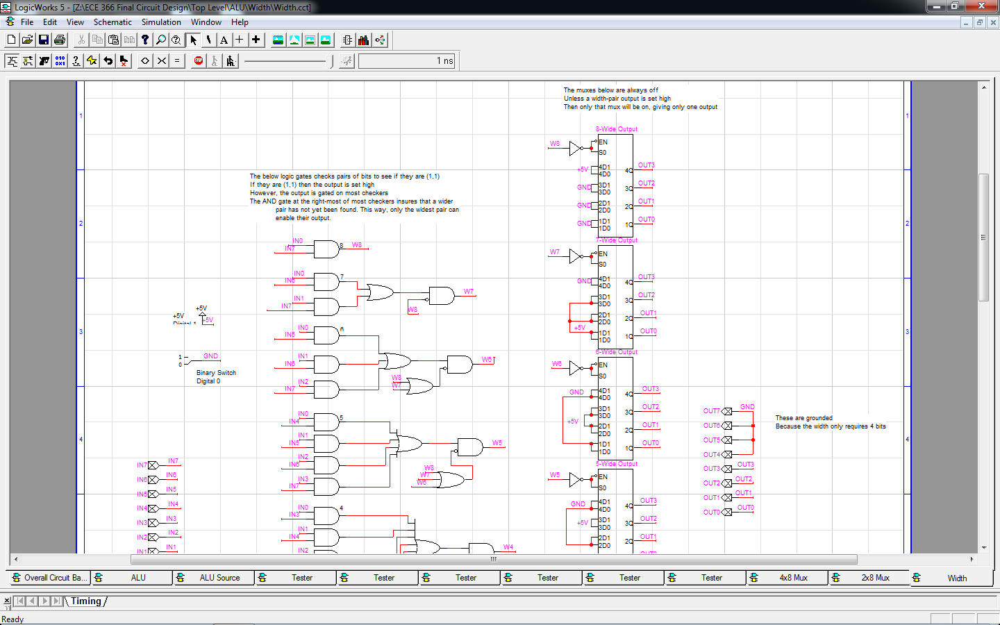 LogicWorks 5 - [Z:\ECE 366 Final Circuit Design\Top Level\ALU\Width\Width.cct]
File Edit View Schematic Simulation Window Help
1 ns
The muxes below are always off
Unless a width-pair output is set high
Then only that mux will be on, giving only one output
1
1
8-Wide Output
W8
EN
S0
+5V
4D1
4D0
4Q
OUT3
GND
3D1
3D0
3Q
OUT2
GND
2D1
2D0
2Q
OUT1
GND
1D1
1D0
1Q
OUT0
The below logic gates checks pairs of bits to see if they are (1,1)
If they are (1,1) then the output is set high
However, the output is gated on most checkers
The AND gate at the right-most of most checkers insures that a wider
pair has not yet been found. This way, only the widest pair can
enable their output.
2
2
IN0
IN7
8
W8
7-Wide Output
W7
EN
S0
GND
4D1
4D0
4Q
OUT3
3D1
3D0
3Q
OUT2
2D1
2D0
2Q
OUT1
+5V
1D1
1D0
1Q
OUT0
IN0
IN6
7
IN1
IN7
W8
W7
+5V
+5V
Digital 1
+5V
3
3
IN0
IN5
6
IN1
IN6
IN2
IN7
W8
W7
W6
1
0
GND
Binary Switch
Digital 0
6-Wide Output
W6
EN
S0
GND
4D1
4D0
4Q
OUT3
3D1
3D0
3Q
OUT2
+5V
2D1
2D0
2Q
OUT1
1D1
1D0
1Q
OUT0
OUT7
GND
OUT6
OUT5
OUT4
OUT3
OUT3
OUT2
OUT2
OUT1
OUT1
OUT0
OUT0
These are grounded
Because the width only requires 4 bits
4
4
IN0
IN4
5
IN1
IN5
IN2
IN6
IN3
IN7
W8
W7
W6
W5
5-Wide Output
W5
EN
S0
GND
4D1
4D0
4Q
OUT3
+5V
3D1
3D0
3Q
OUT2
2D1
2D0
2Q
OUT1
IN7
IN7
IN6
IN6
IN5
IN5
IN4
IN4
IN3
IN3
IN2
IN2
IN1
IN1
IN0
IN3
4
IN1
IN4
IN2
W4
Overall Circuit Ba... ALU ALU Source Tester Tester Tester Tester Tester Tester 4x8 Mux 2x8 Mux Width
Timing
Ready